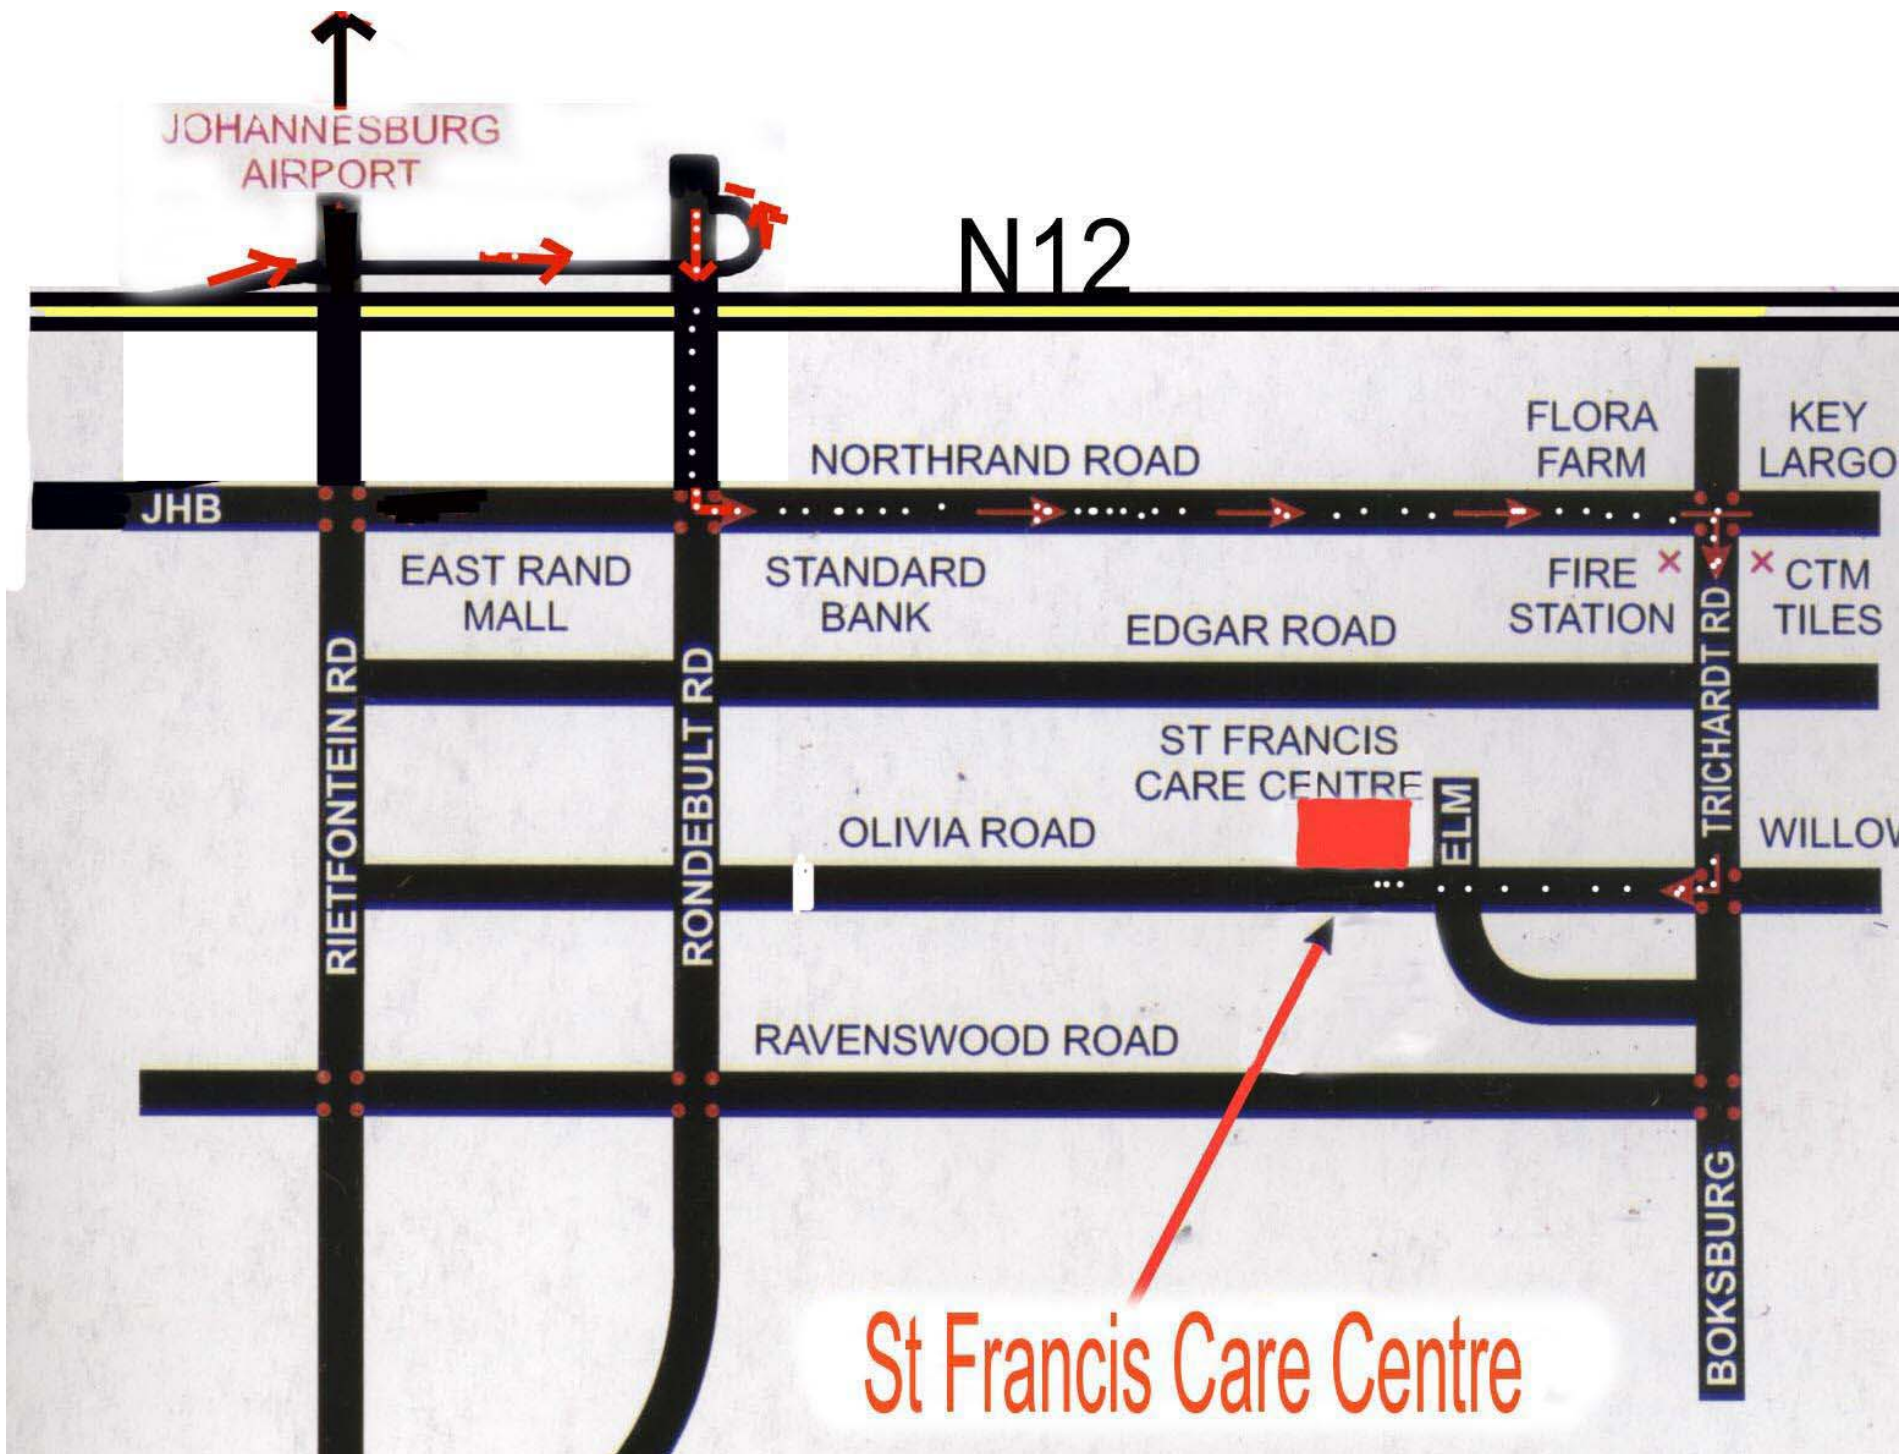 JOHANNESBURG
AIRPORT
N12
NORTHRAND ROAD
FLORA
FARM
KEY
LARGO
JHB
EAST RAND
MALL
STANDARD
BANK
FIRE
STATION
CTM
TILES
EDGAR ROAD
RIETFONTEIN RD
RONDEBULT RD
TRICHARDT RD
ST FRANCIS
CARE CENTRE
ELM
OLIVIA ROAD
WILLOW
RAVENSWOOD ROAD
BOKSBURG
St Francis Care Centre